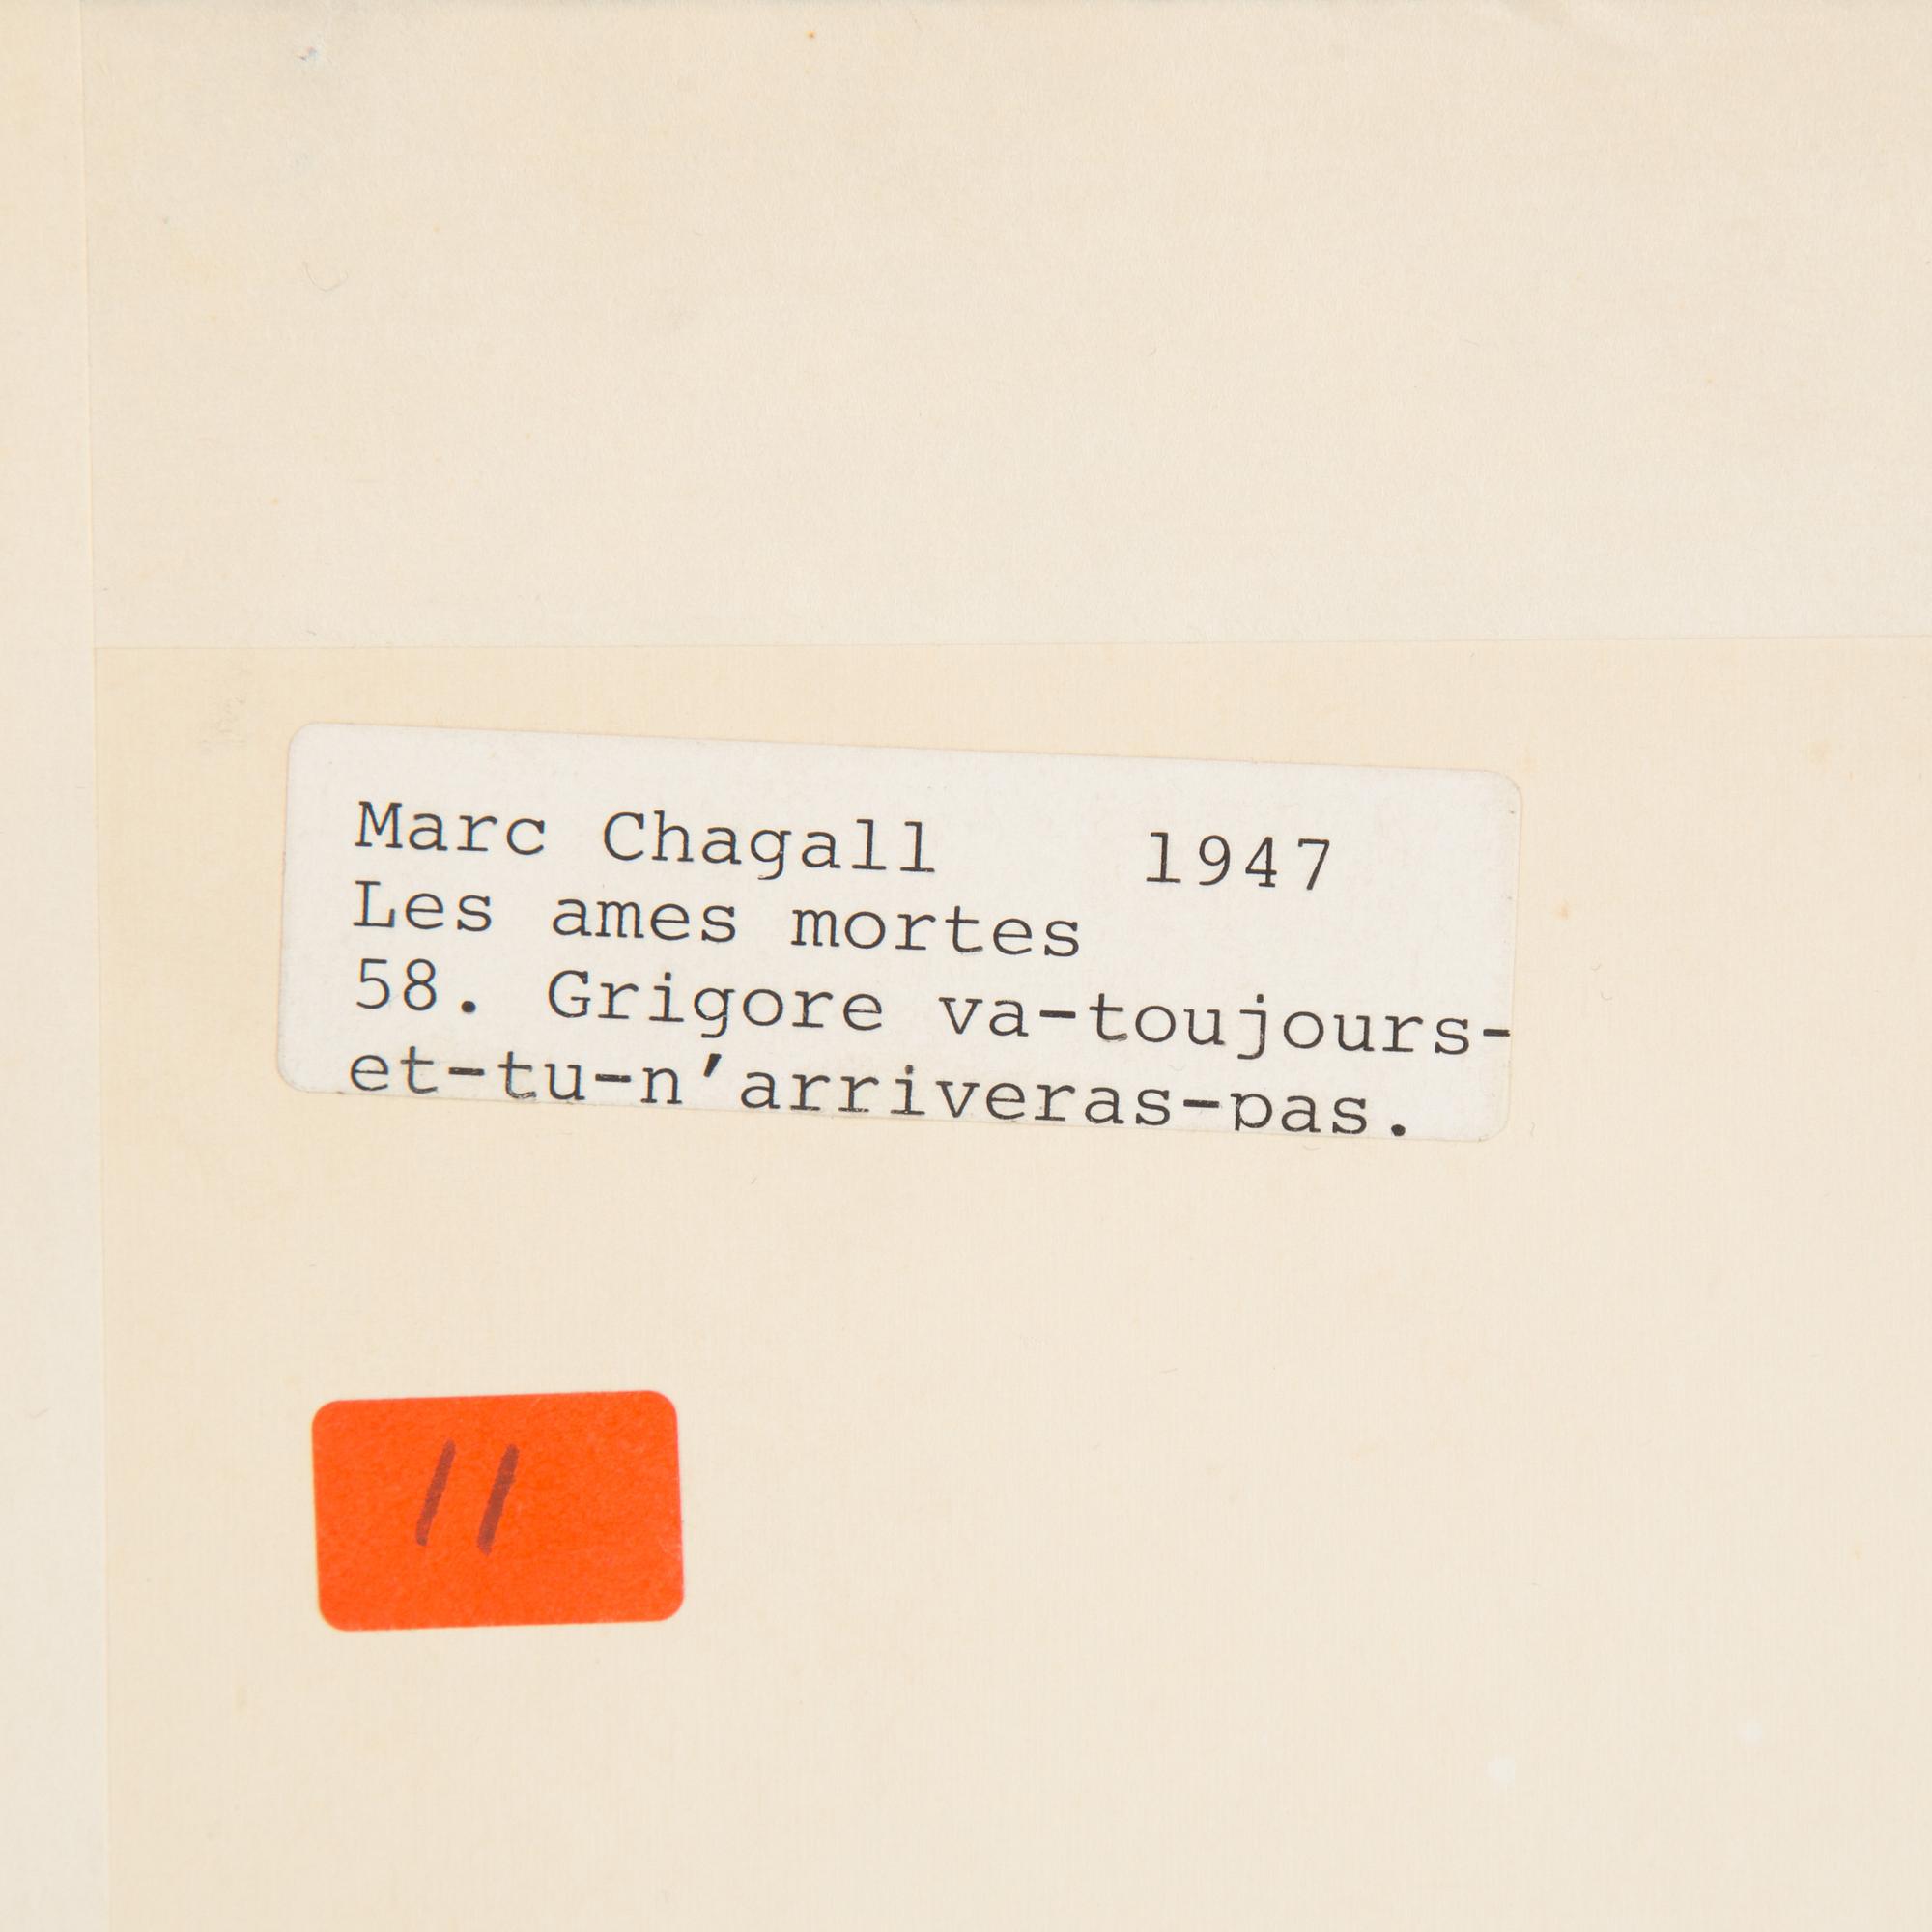 Marc Chagall 1947
Les ames mortes
58. Grigore va-toujours-
et-tu-n'arriveras-pas.
11